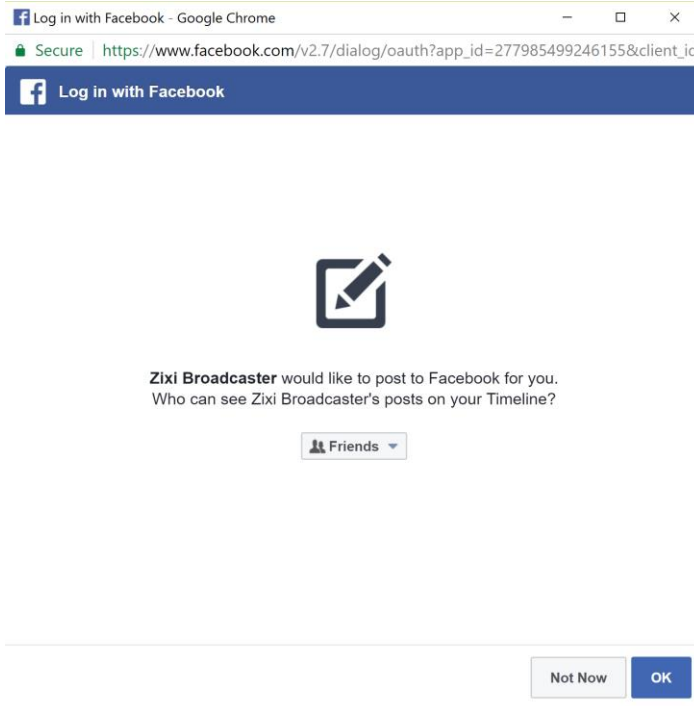 Log in with Facebook - Google Chrome
Secure https://www.facebook.com/v2.7/dialog/oauth?app_id=277985499246155&client_id
Log in with Facebook
Zixi Broadcaster would like to post to Facebook for you.
Who can see Zixi Broadcaster's posts on your Timeline?
Friends
Not Now OK